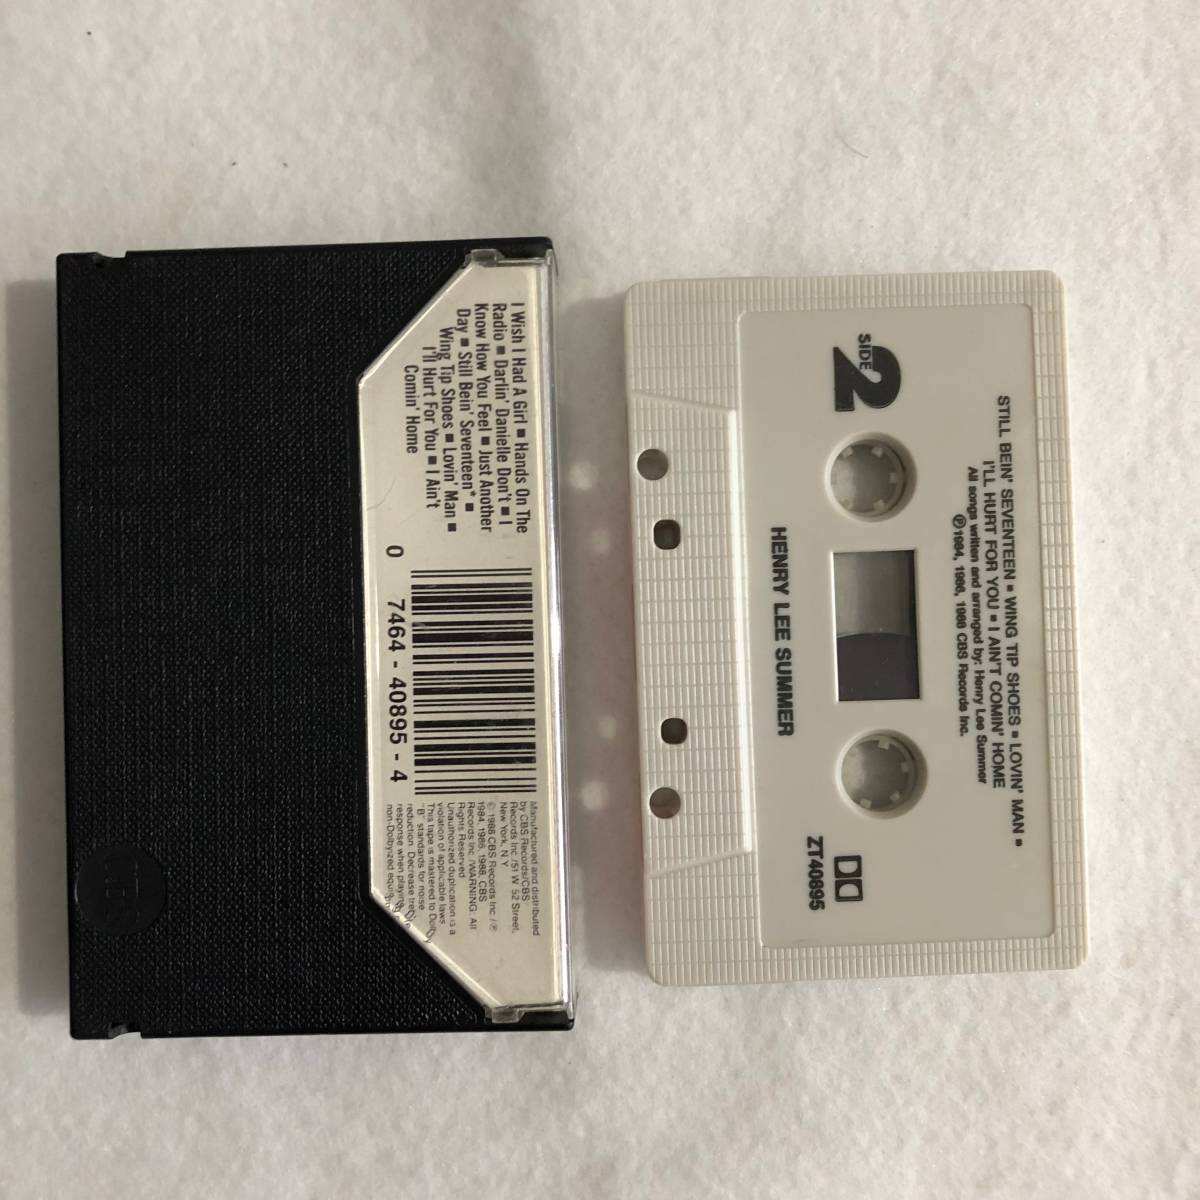 I Wish I Had A Girl ■ Hands On The
Radio ■ Darlin' Danielle Don't ■ I
Know How You Feel ■ Just Another
Day ■ Still Bein' Seventeen* ■
Wing Tip Shoes ■ Lovin' Man ■
I'll Hurt For You ■ I Ain't
Comin' Home
0 7464 - 40895 - 4
Manufactured and distributed
by CBS Records/CBS
Records Inc./51 W. 52 Street,
New York, N.Y.
© 1988 CBS Records Inc./℗
1984, 1986, 1988, CBS
Records Inc./WARNING: All
Rights Reserved.
Unauthorized duplication is a
violation of applicable laws.
This tape is mastered to Dolby
"B" standards for noise
reduction. Decrease treble
response when playing on
non-Dolbyized equip.
SIDE
2
STILL BEIN' SEVENTEEN ■ WING TIP SHOES ■ LOVIN' MAN ■
I'LL HURT FOR YOU ■ I AIN'T COMIN' HOME
All songs written and arranged by: Henry Lee Summer
℗1984, 1986, 1988 CBS Records Inc.
HENRY LEE SUMMER
ZT40895